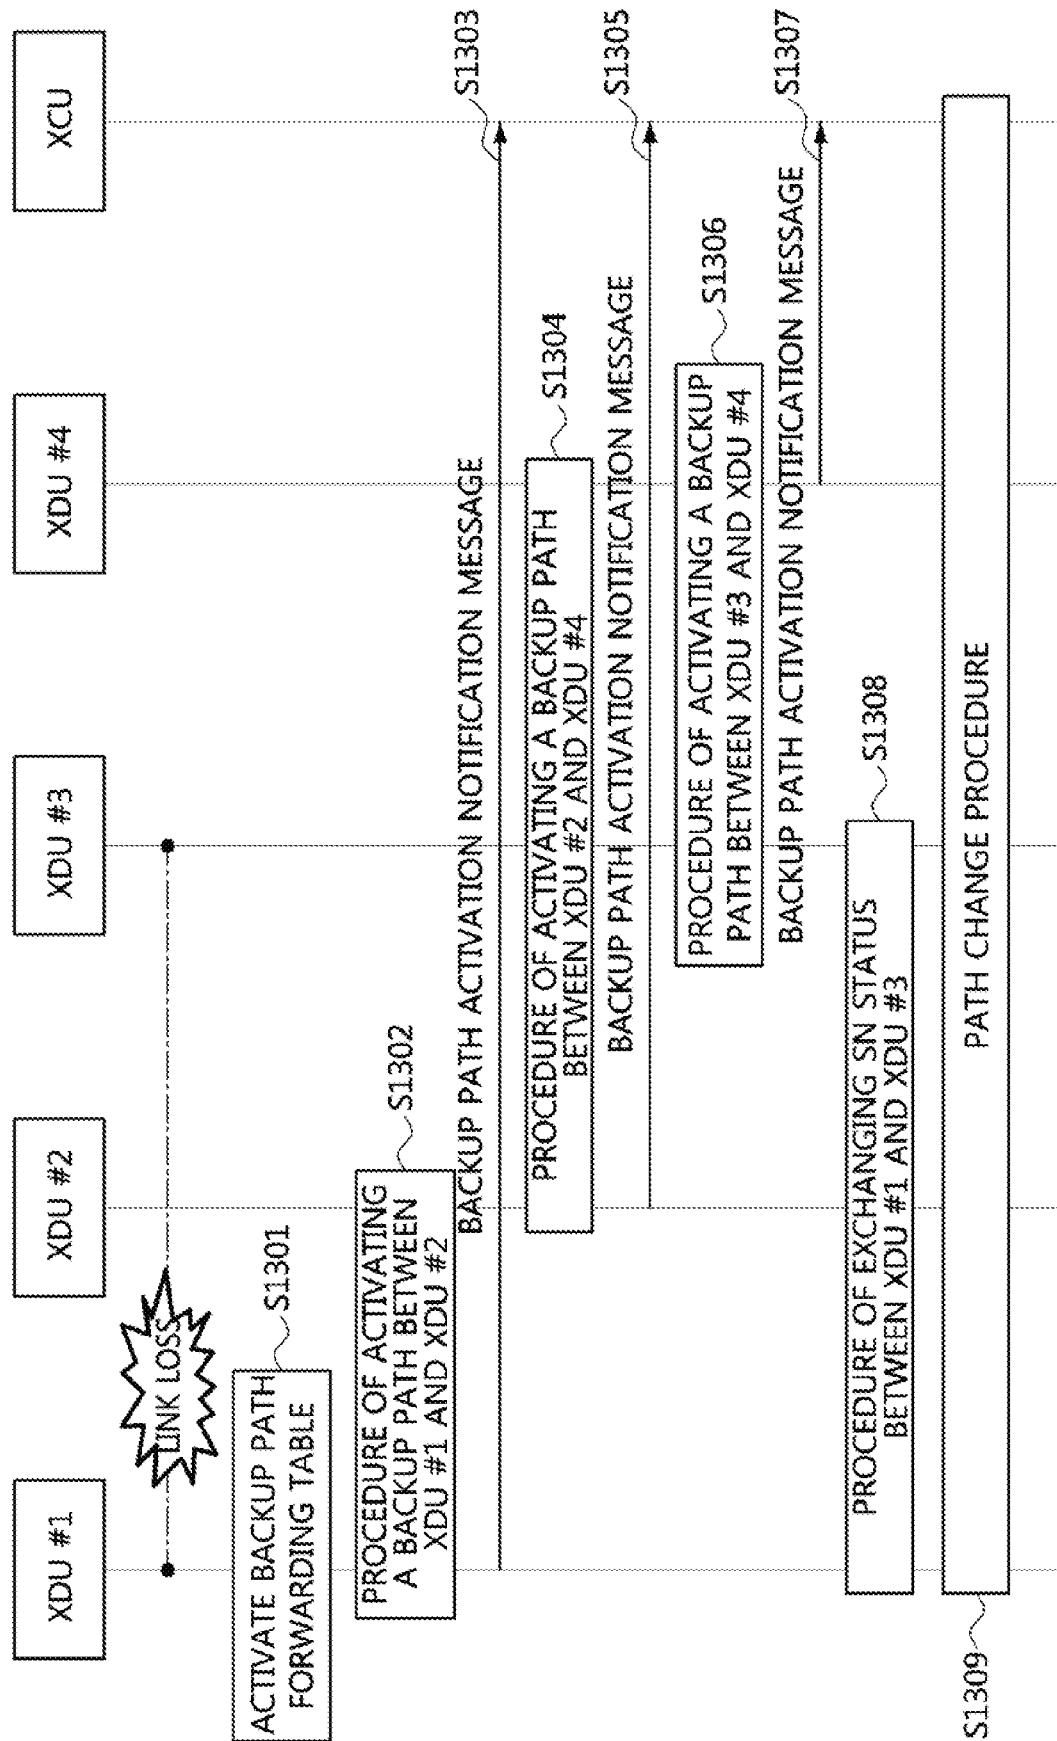 XDU #1
XDU #2
XDU #3
XDU #4
XCU
LINK LOSS
ACTIVATE BACKUP PATH
FORWARDING TABLE
S1301
PROCEDURE OF ACTIVATING
A BACKUP PATH BETWEEN
XDU #1 AND XDU #2
S1302
BACKUP PATH ACTIVATION NOTIFICATION MESSAGE
S1303
PROCEDURE OF ACTIVATING A BACKUP PATH
BETWEEN XDU #2 AND XDU #4
S1304
BACKUP PATH ACTIVATION NOTIFICATION MESSAGE
S1305
PROCEDURE OF ACTIVATING A BACKUP
PATH BETWEEN XDU #3 AND XDU #4
S1306
BACKUP PATH ACTIVATION NOTIFICATION MESSAGE
S1307
PROCEDURE OF EXCHANGING SN STATUS
BETWEEN XDU #1 AND XDU #3
S1308
PATH CHANGE PROCEDURE
S1309